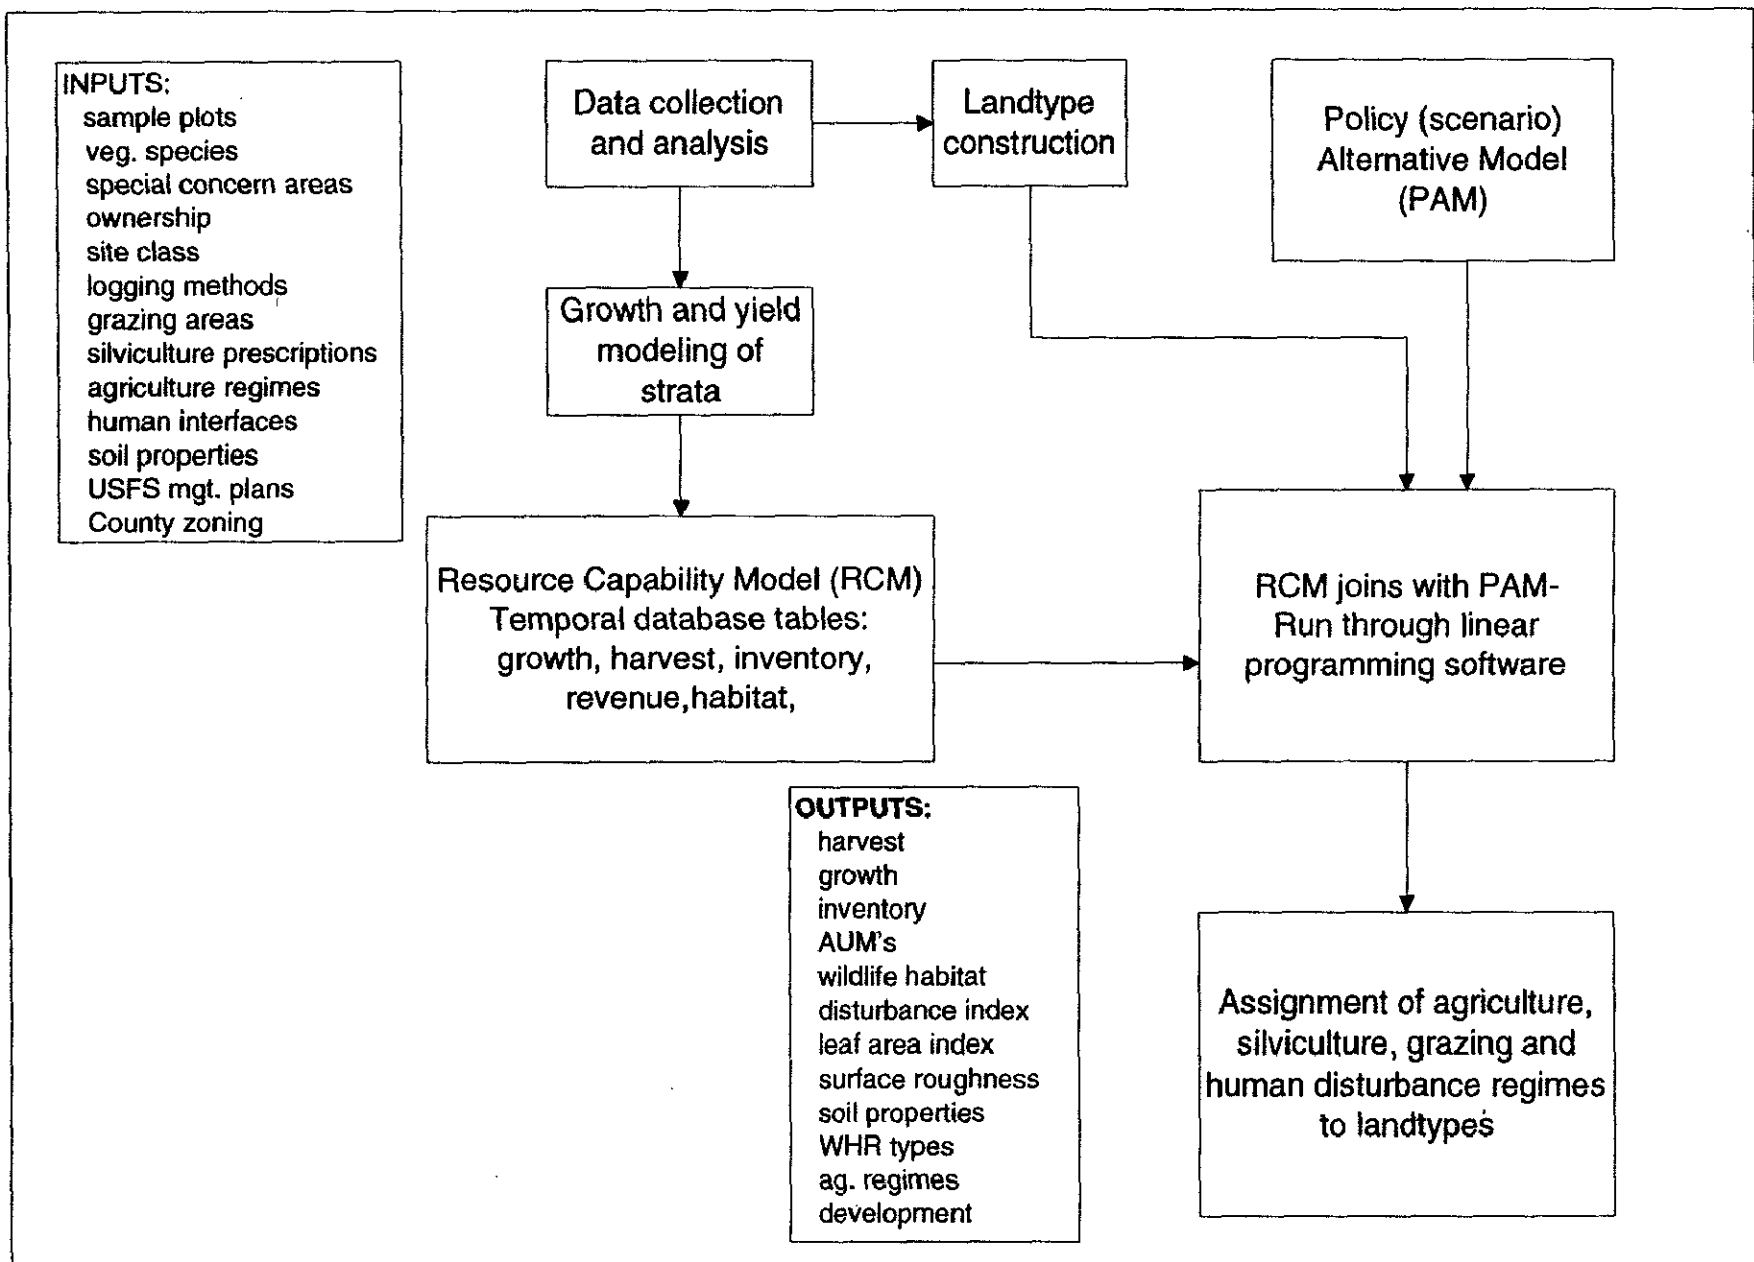 INPUTS:
sample plots
veg. species
special concern areas
ownership
site class
logging methods
grazing areas
silviculture prescriptions
agriculture regimes
human interfaces
soil properties
USFS mgt. plans
County zoning
Data collection
and analysis
Landtype
construction
Policy (scenario)
Alternative Model
(PAM)
Growth and yield
modeling of
strata
Resource Capability Model (RCM)
Temporal database tables:
growth, harvest, inventory,
revenue,habitat,
RCM joins with PAM-
Run through linear
programming software
OUTPUTS:
harvest
growth
inventory
AUM's
wildlife habitat
disturbance index
leaf area index
surface roughness
soil properties
WHR types
ag. regimes
development
Assignment of agriculture,
silviculture, grazing and
human disturbance regimes
to landtypes